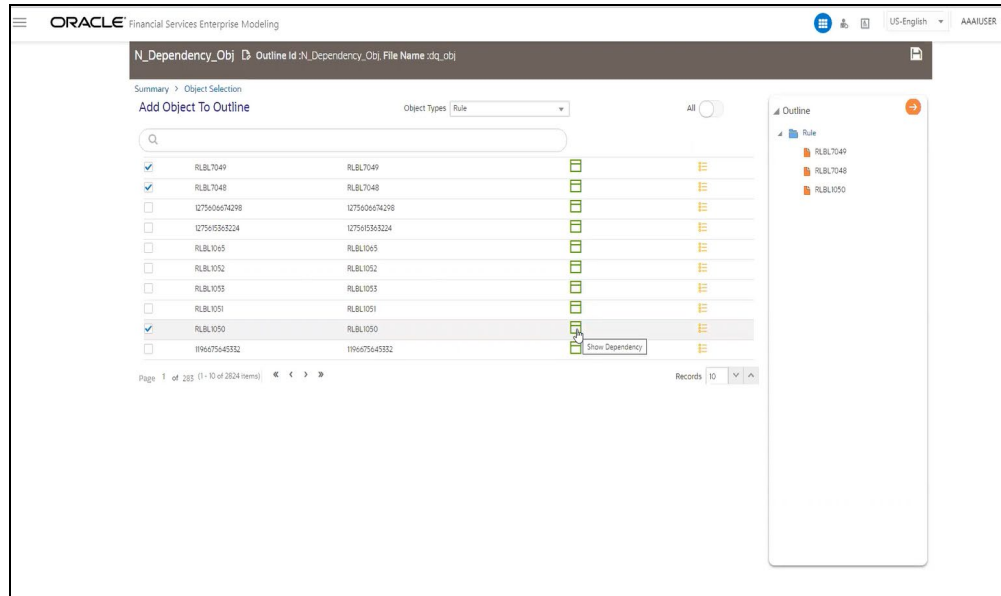 ORACLE® Financial Services Enterprise Modeling US-English AAAIUSER
N_Dependency_Obj Outline Id :N_Dependency_Obj, File Name :dq_obj
Summary > Object Selection
Add Object To Outline Object Types Rule All
Outline
Rule
RLBL7049
RLBL7048
RLBL1050
RLBL7049 RLBL7049
RLBL7048 RLBL7048
1275606674298 1275606674298
1275615363224 1275615363224
RLBL1065 RLBL1065
RLBL1052 RLBL1052
RLBL1053 RLBL1053
RLBL1051 RLBL1051
RLBL1050 RLBL1050
1196675645332 1196675645332 Show Dependency
Page 1 of 283 (1 - 10 of 2824 items) Records 10